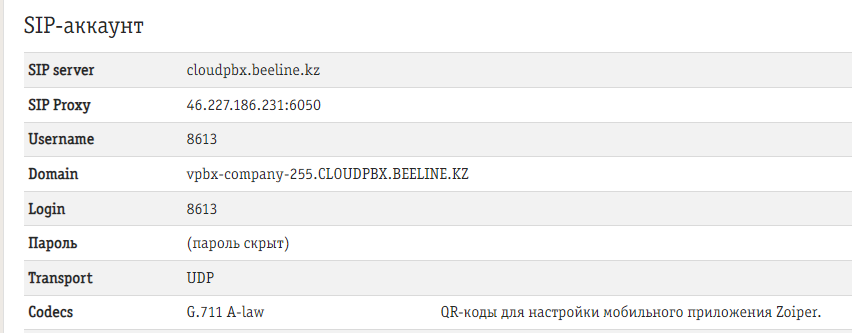 SIP-аккаунт
SIP server cloudpbx.beeline.kz
SIP Proxy 46.227.186.231:6050
Username 8613
Domain vpbx-company-255.CLOUDPBX.BEELINE.KZ
Login 8613
Пароль (пароль скрыт)
Transport UDP
Codecs G.711 A-law QR-коды для настройки мобильного приложения Zoiper.